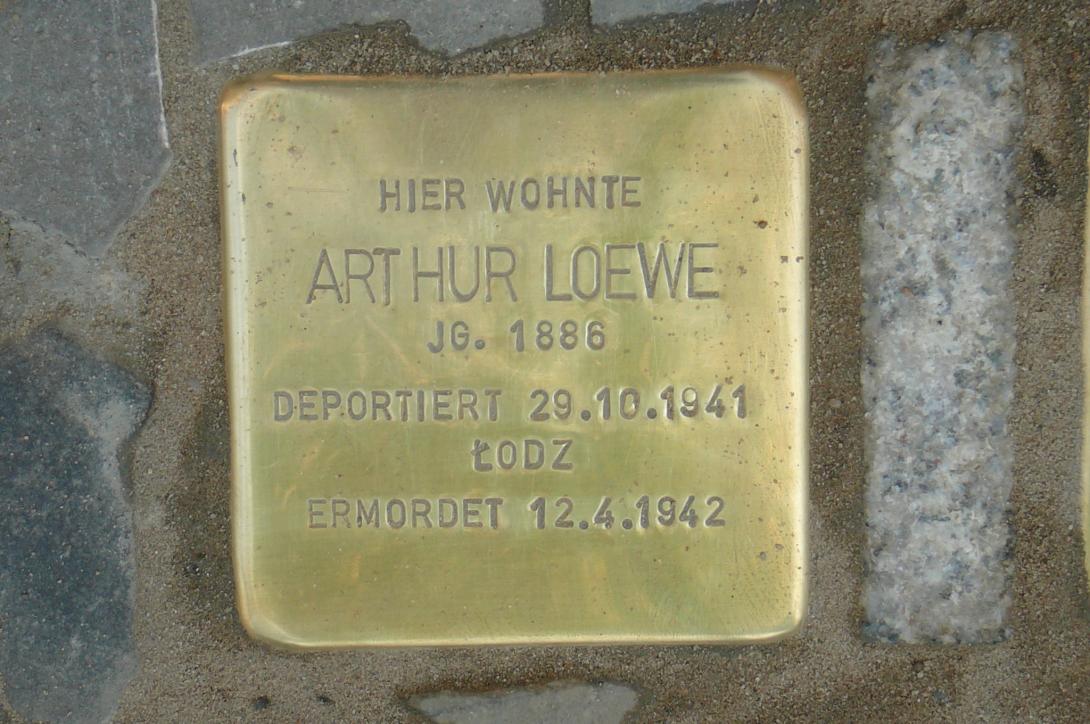 HIER WOHNTE
ARTHUR LOEWE
JG. 1886
DEPORTIERT 29.10.1941
ŁODZ
ERMORDET 12.4.1942